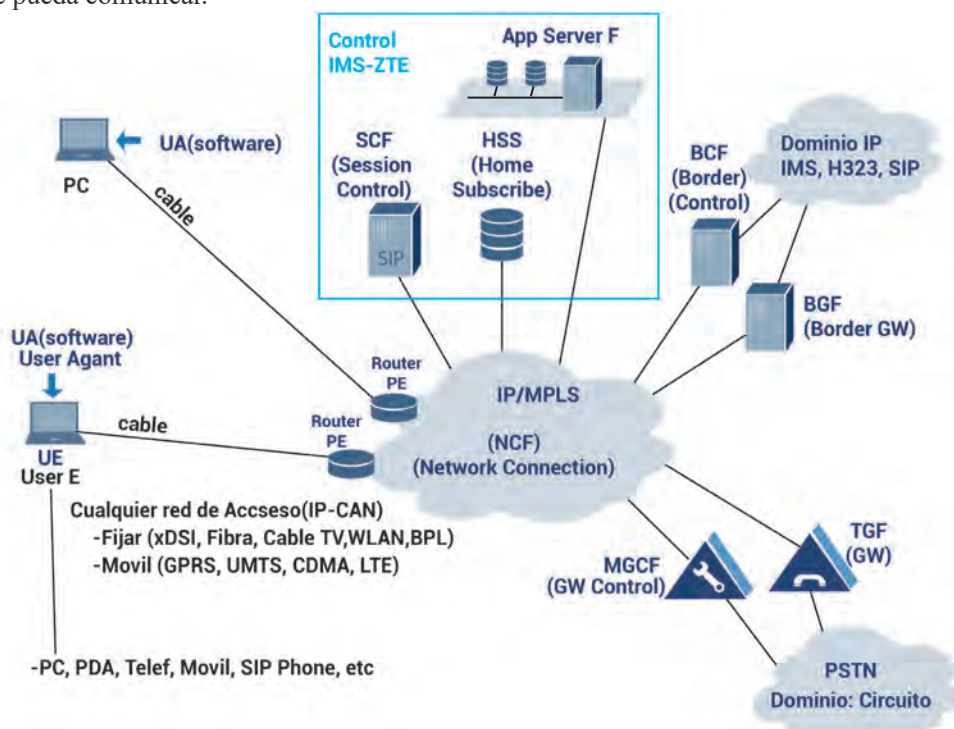 e pueda comunicar.
Control
IMS-ZTE
App Server F
SCF
(Session
Control)
SIP
HSS
(Home
Subscribe)
BCF
(Border)
(Control)
Dominio IP
IMS, H323, SIP
BGF
(Border GW)
UA(software)
PC
cable
UA(software)
User Agant
UE
User E
cable
Router
PE
Router
PE
IP/MPLS
(NCF)
(Network Connection)
Cualquier red de Accseso(IP-CAN)
-Fijar (xDSI, Fibra, Cable TV,WLAN,BPL)
-Movil (GPRS, UMTS, CDMA, LTE)
-PC, PDA, Telef, Movil, SIP Phone, etc
MGCF
(GW Control)
TGF
(GW)
PSTN
Dominio: Circuito